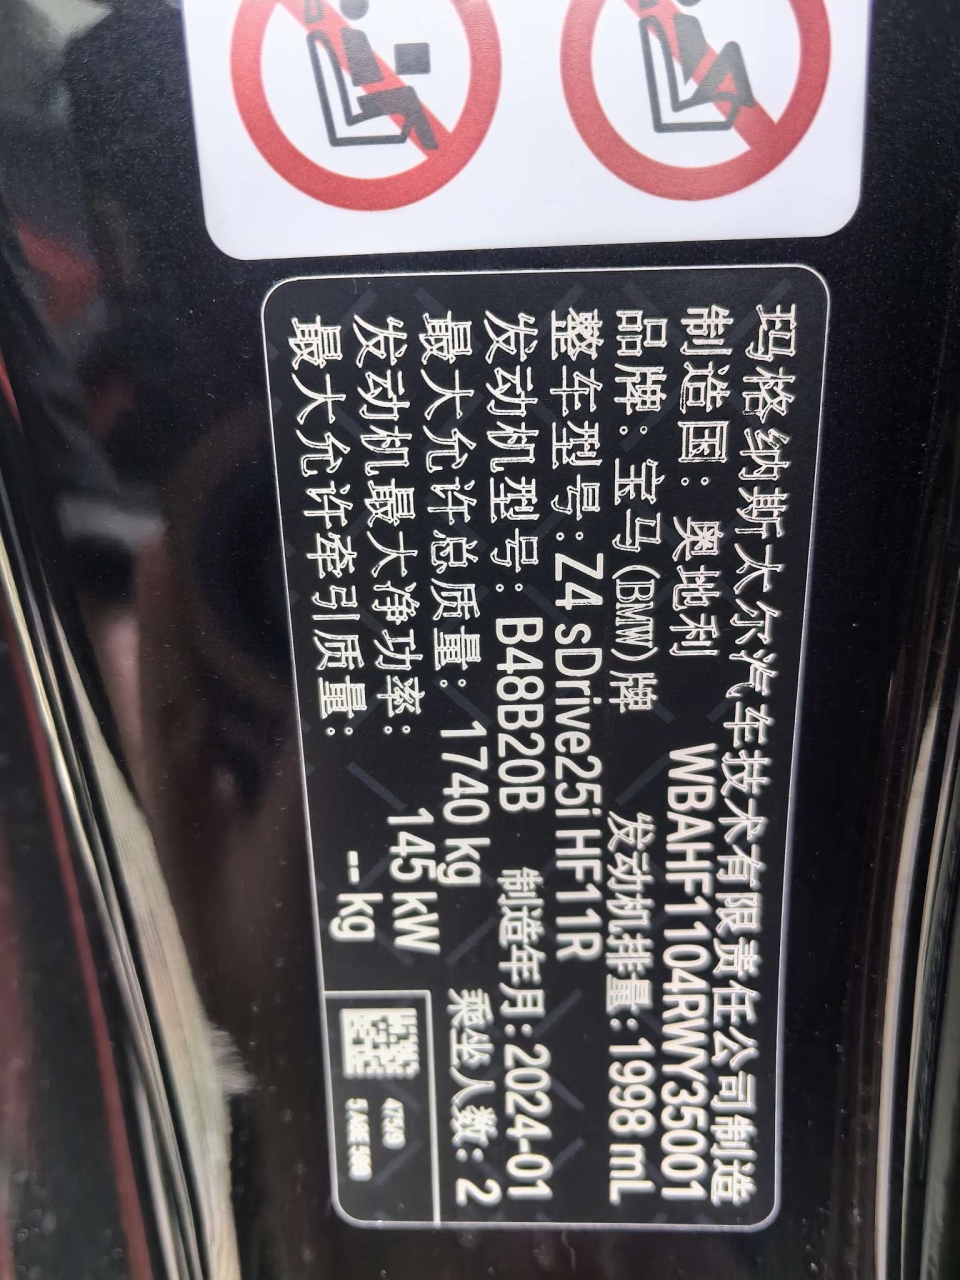 玛格纳斯太尔汽车技术有限责任公司制造
制造国：奥地利 WBAHF1104RWY35001
品牌：宝马(BMW)牌 发动机排量：1998 mL
整车型号：Z4 sDrive25i HF11R
发动机型号：B48B20B 制造年月：2024-01
最大允许总质量：1740 kg 乘坐人数：2
发动机最大净功率：145 kW
最大允许牵引质量：-- kg